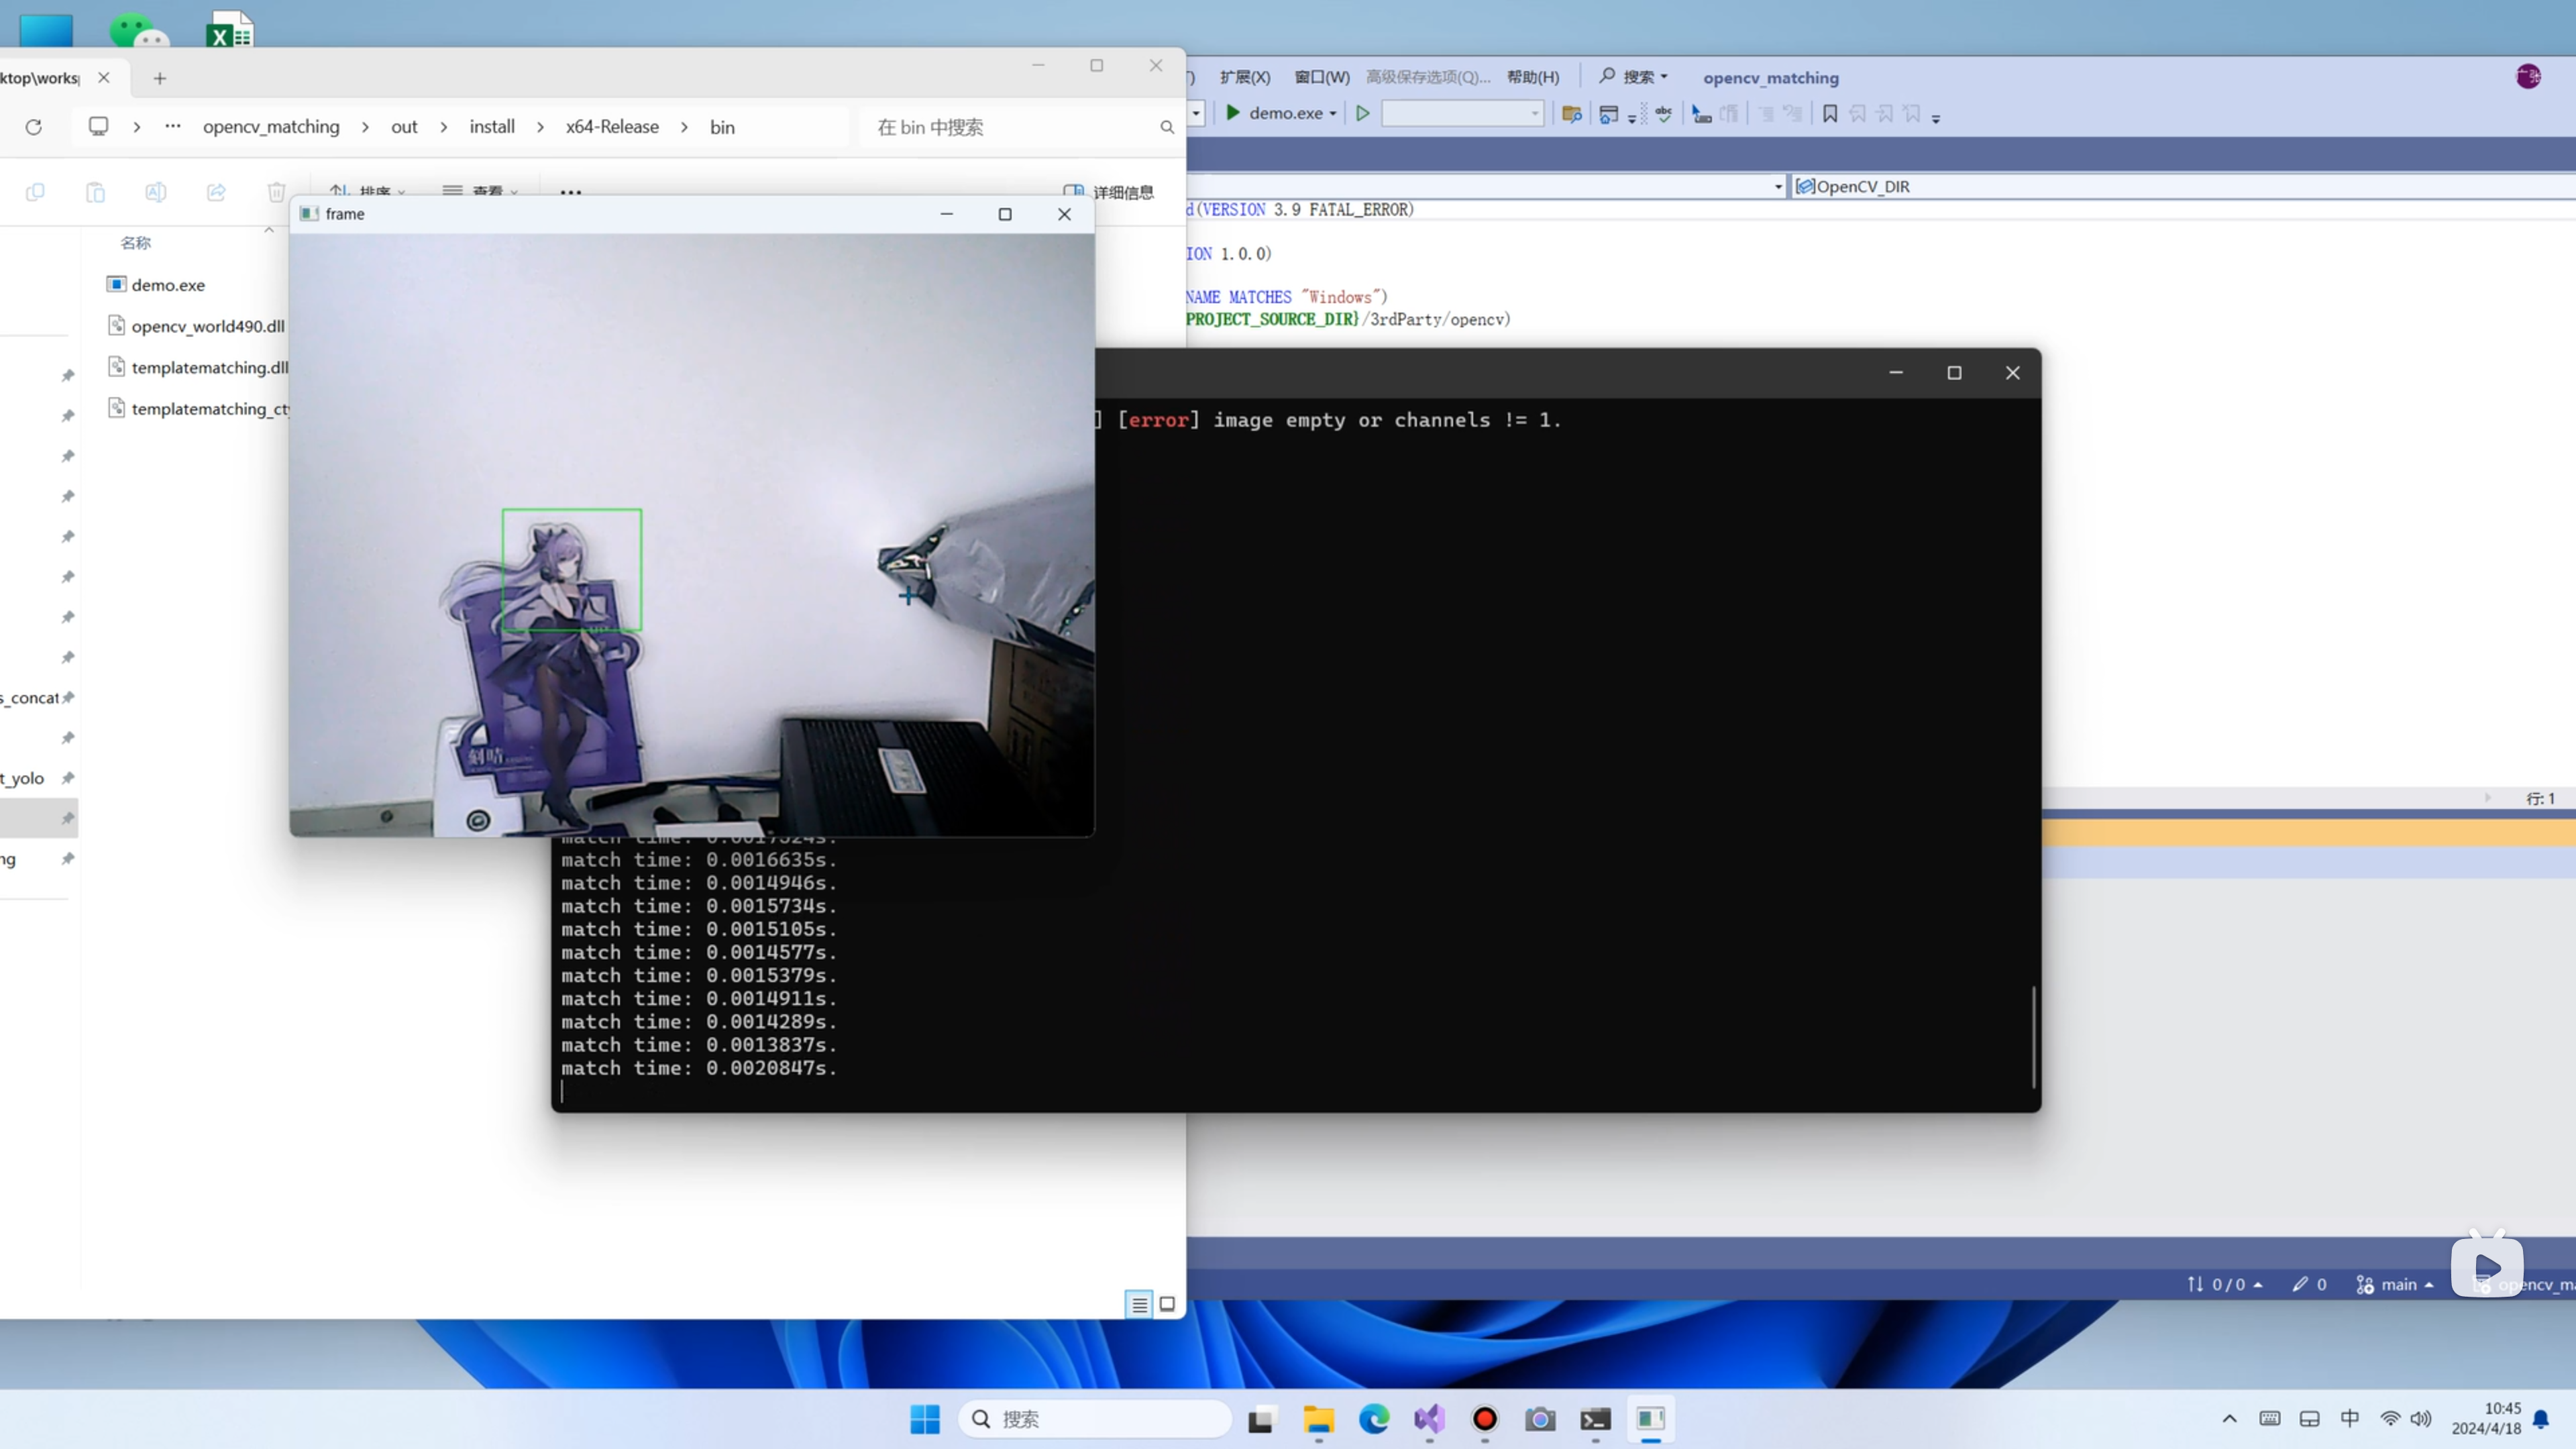 ktop\works
opencv_matching
out
install
x64-Release
bin
在 bin 中搜索
排序
查看
详细信息
名称
demo.exe
opencv_world490.dll
templatematching.dll
templatematching_ct
s_concat
t_yolo
ng
frame
刻晴
扩展(X)
窗口(W)
高级保存选项(Q)...
帮助(H)
搜索
opencv_matching
demo.exe
OpenCV_DIR
d(VERSION 3.9 FATAL_ERROR)
ION 1.0.0)
NAME MATCHES "Windows")
PROJECT_SOURCE_DIR}/3rdParty/opencv)
] [error] image empty or channels != 1.
match time: 0.0017324s.
match time: 0.0016635s.
match time: 0.0014946s.
match time: 0.0015734s.
match time: 0.0015105s.
match time: 0.0014577s.
match time: 0.0015379s.
match time: 0.0014911s.
match time: 0.0014289s.
match time: 0.0013837s.
match time: 0.0020847s.
行: 1
0 / 0
0
main
opencv_ma
搜索
中
10:45
2024/4/18